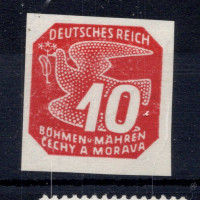 DEUTSCHES REICH
10
BÖHMEN u. MÄHREN
ČECHY A MORAVA